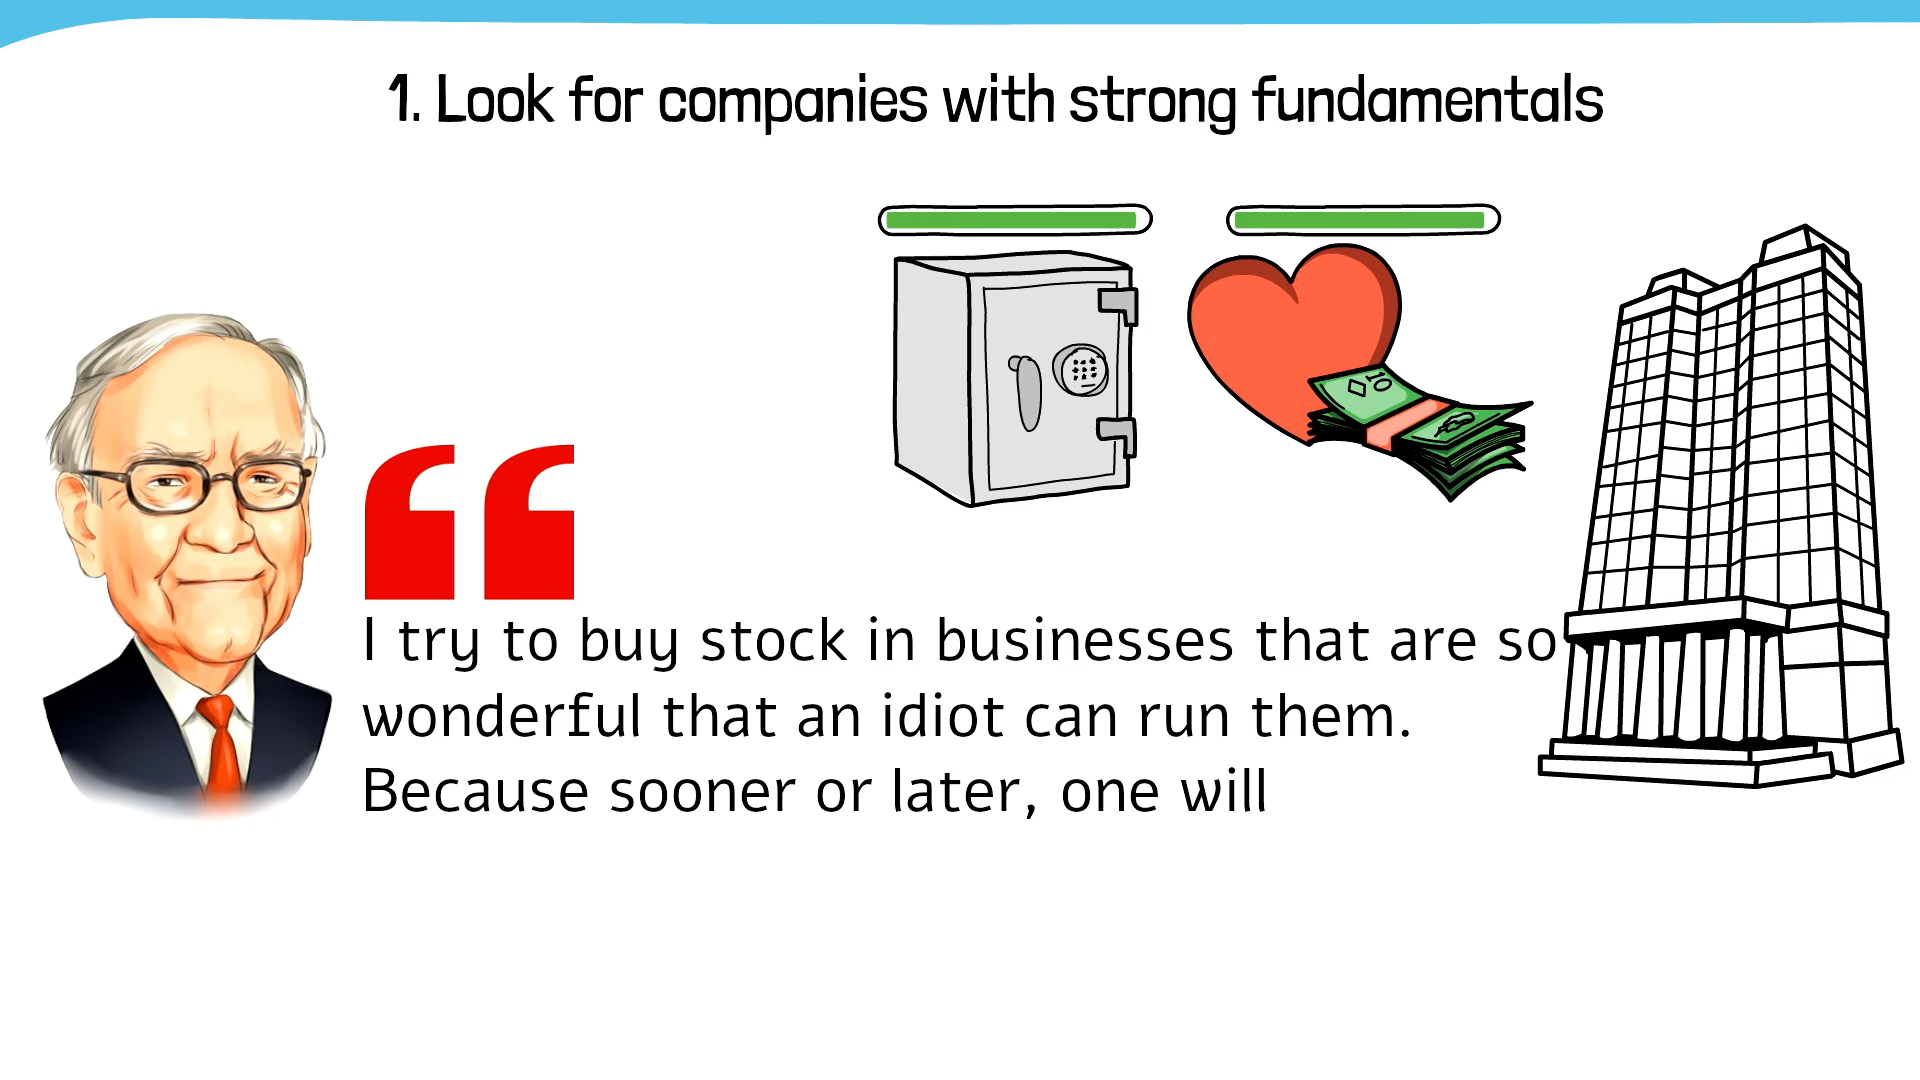 1. Look for companies with strong fundamentals
10
“
I try to buy stock in businesses that are so
wonderful that an idiot can run them.
Because sooner or later, one will